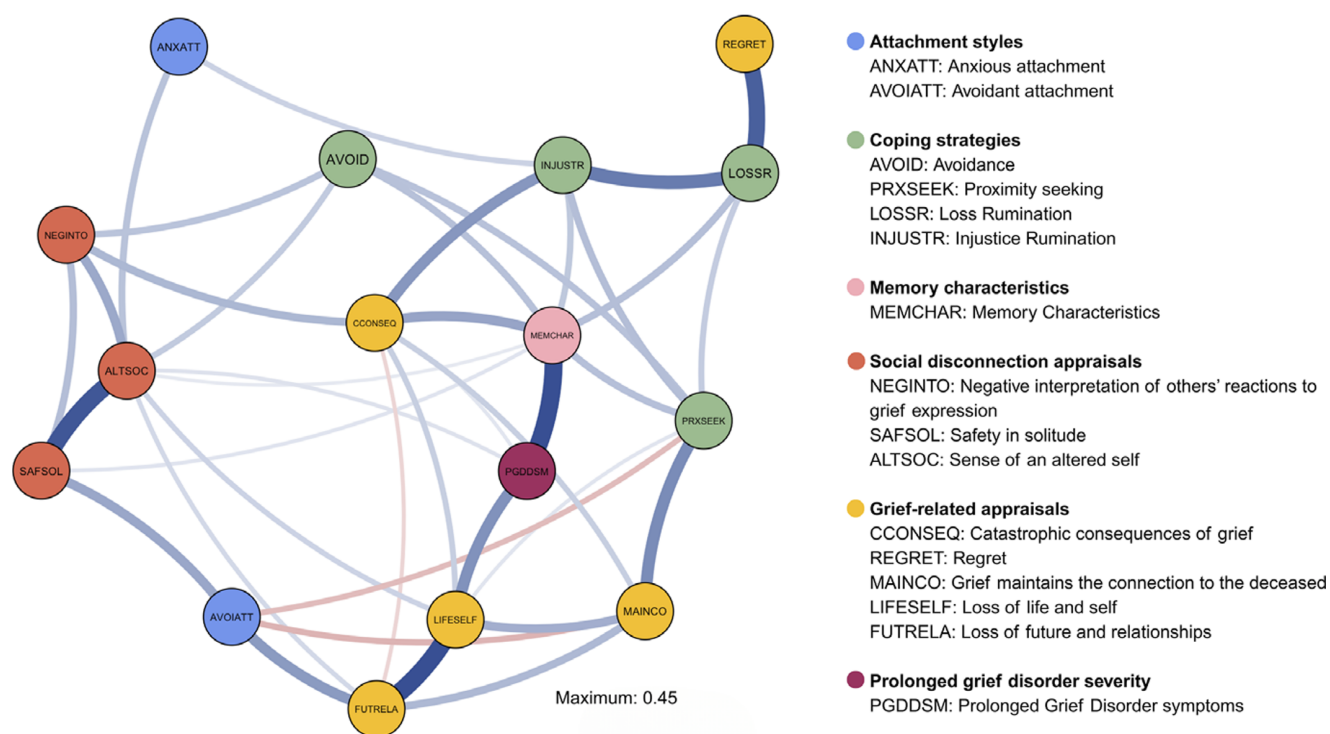 ANXATT
REGRET
AVOID
INJUSTR
LOSSR
NEGINTO
CCONSEQ
MEMCHAR
ALTSOC
PRXSEEK
SAFSOL
PGDDSM
AVOIATT
LIFESELF
MAINCO
FUTRELA
Maximum: 0.45
Attachment styles
ANXATT: Anxious attachment
AVOIATT: Avoidant attachment
Coping strategies
AVOID: Avoidance
PRXSEEK: Proximity seeking
LOSSR: Loss Rumination
INJUSTR: Injustice Rumination
Memory characteristics
MEMCHAR: Memory Characteristics
Social disconnection appraisals
NEGINTO: Negative interpretation of others' reactions to
grief expression
SAFSOL: Safety in solitude
ALTSOC: Sense of an altered self
Grief-related appraisals
CCONSEQ: Catastrophic consequences of grief
REGRET: Regret
MAINCO: Grief maintains the connection to the deceased
LIFESELF: Loss of life and self
FUTRELA: Loss of future and relationships
Prolonged grief disorder severity
PGDDSM: Prolonged Grief Disorder symptoms